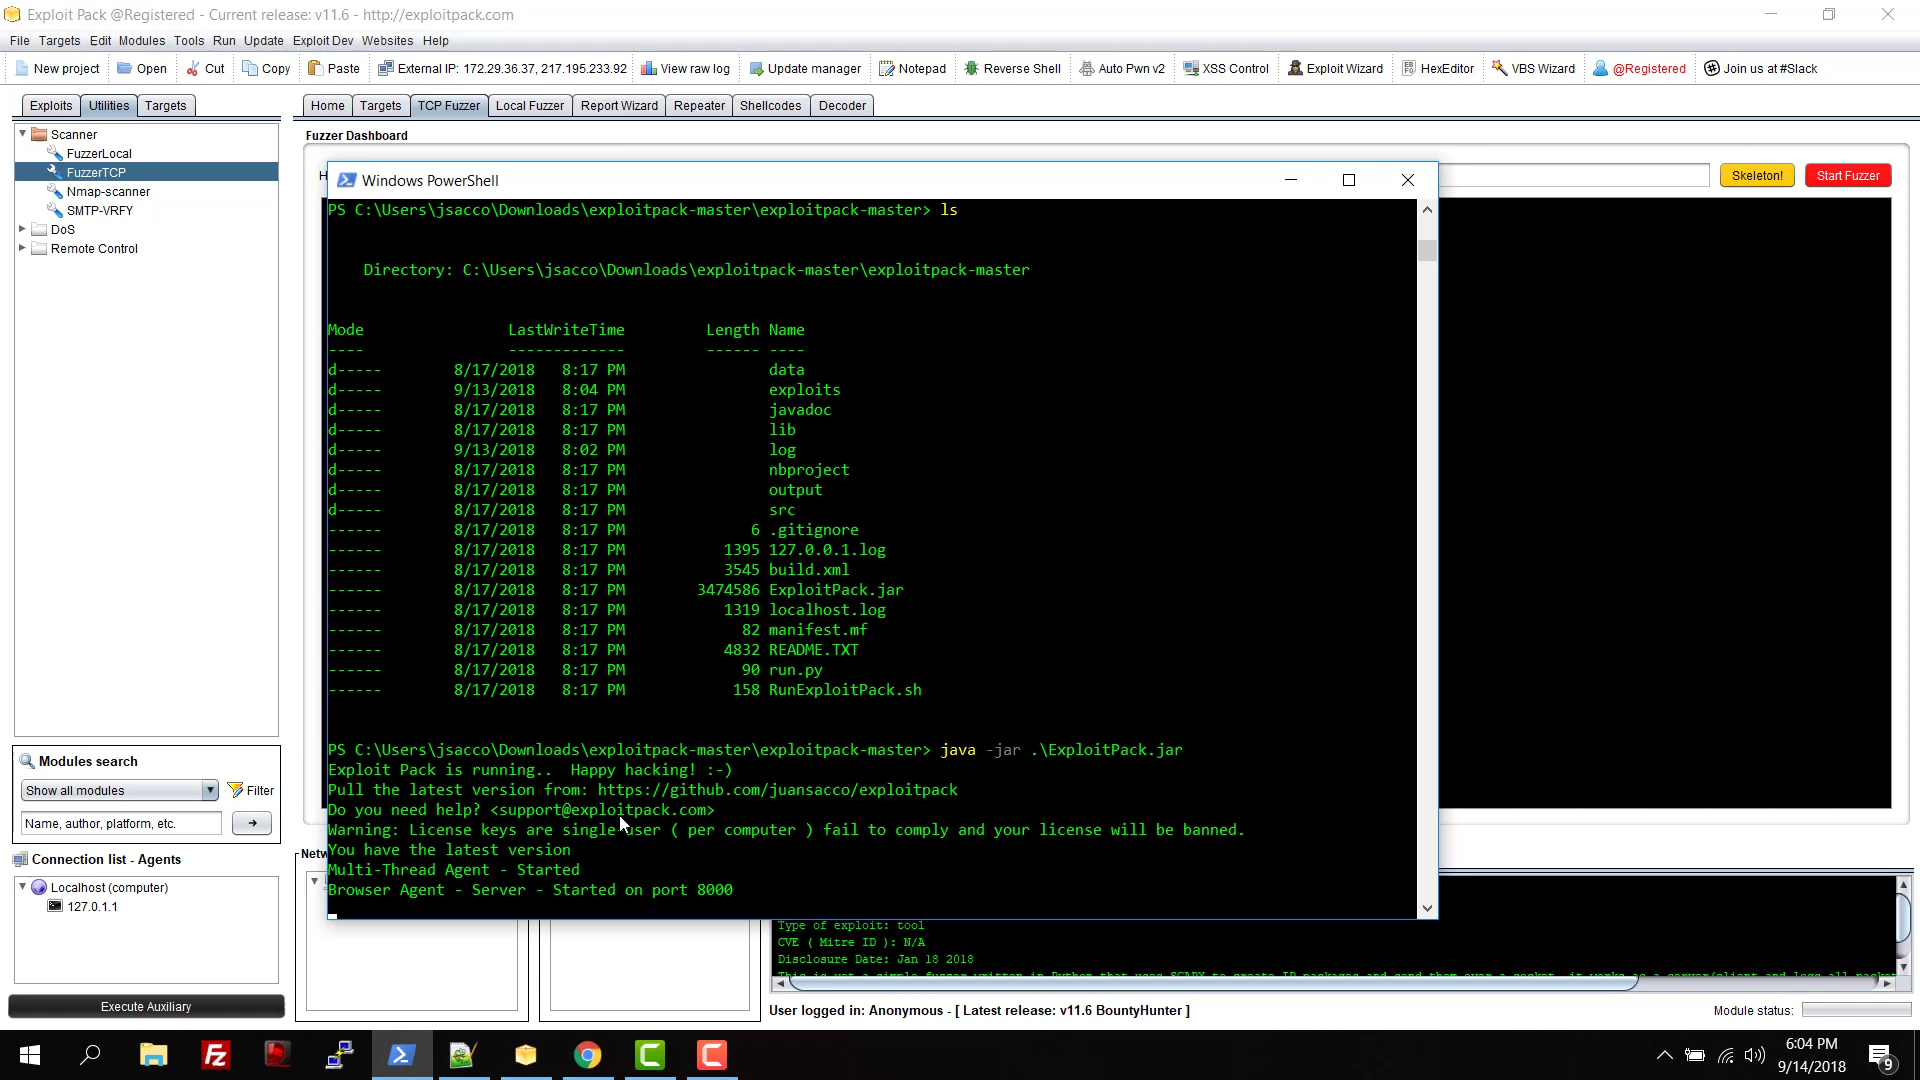 Exploit Pack @Registered - Current release: v11.6 - http://exploitpack.com
File Targets Edit Modules Tools Run Update Exploit Dev Websites Help
New project Open Cut Copy Paste External IP: 172.29.36.37, 217.195.233.92 View raw log Update manager Notepad Reverse Shell Auto Pwn v2 XSS Control Exploit Wizard HexEditor VBS Wizard @Registered Join us at #Slack
Exploits Utilities Targets
Home Targets TCP Fuzzer Local Fuzzer Report Wizard Repeater Shellcodes Decoder
Scanner
FuzzerLocal
FuzzerTCP
Nmap-scanner
SMTP-VRFY
DoS
Remote Control
Fuzzer Dashboard
Skeleton! Start Fuzzer
Windows PowerShell
PS C:\Users\jsacco\Downloads\exploitpack-master\exploitpack-master> ls
Directory: C:\Users\jsacco\Downloads\exploitpack-master\exploitpack-master
Mode LastWriteTime Length Name
---- ------------- ------ ----
d----- 8/17/2018 8:17 PM data
d----- 9/13/2018 8:04 PM exploits
d----- 8/17/2018 8:17 PM javadoc
d----- 8/17/2018 8:17 PM lib
d----- 9/13/2018 8:02 PM log
d----- 8/17/2018 8:17 PM nbproject
d----- 8/17/2018 8:17 PM output
d----- 8/17/2018 8:17 PM src
------ 8/17/2018 8:17 PM 6 .gitignore
------ 8/17/2018 8:17 PM 1395 127.0.0.1.log
------ 8/17/2018 8:17 PM 3545 build.xml
------ 8/17/2018 8:17 PM 3474586 ExploitPack.jar
------ 8/17/2018 8:17 PM 1319 localhost.log
------ 8/17/2018 8:17 PM 82 manifest.mf
------ 8/17/2018 8:17 PM 4832 README.TXT
------ 8/17/2018 8:17 PM 90 run.py
------ 8/17/2018 8:17 PM 158 RunExploitPack.sh
PS C:\Users\jsacco\Downloads\exploitpack-master\exploitpack-master> java -jar .\ExploitPack.jar
Exploit Pack is running.. Happy hacking! :-)
Pull the latest version from: https://github.com/juansacco/exploitpack
Do you need help? <support@exploitpack.com>
Warning: License keys are single user ( per computer ) fail to comply and your license will be banned.
You have the latest version
Multi-Thread Agent - Started
Browser Agent - Server - Started on port 8000
Modules search
Show all modules Filter
Name, author, platform, etc.
Connection list - Agents
Localhost (computer)
127.0.1.1
Execute Auxiliary
Type of exploit: tool
CVE ( Mitre ID ): N/A
Disclosure Date: Jan 18 2018
User logged in: Anonymous - [ Latest release: v11.6 BountyHunter ]
Module status:
6:04 PM
9/14/2018
9